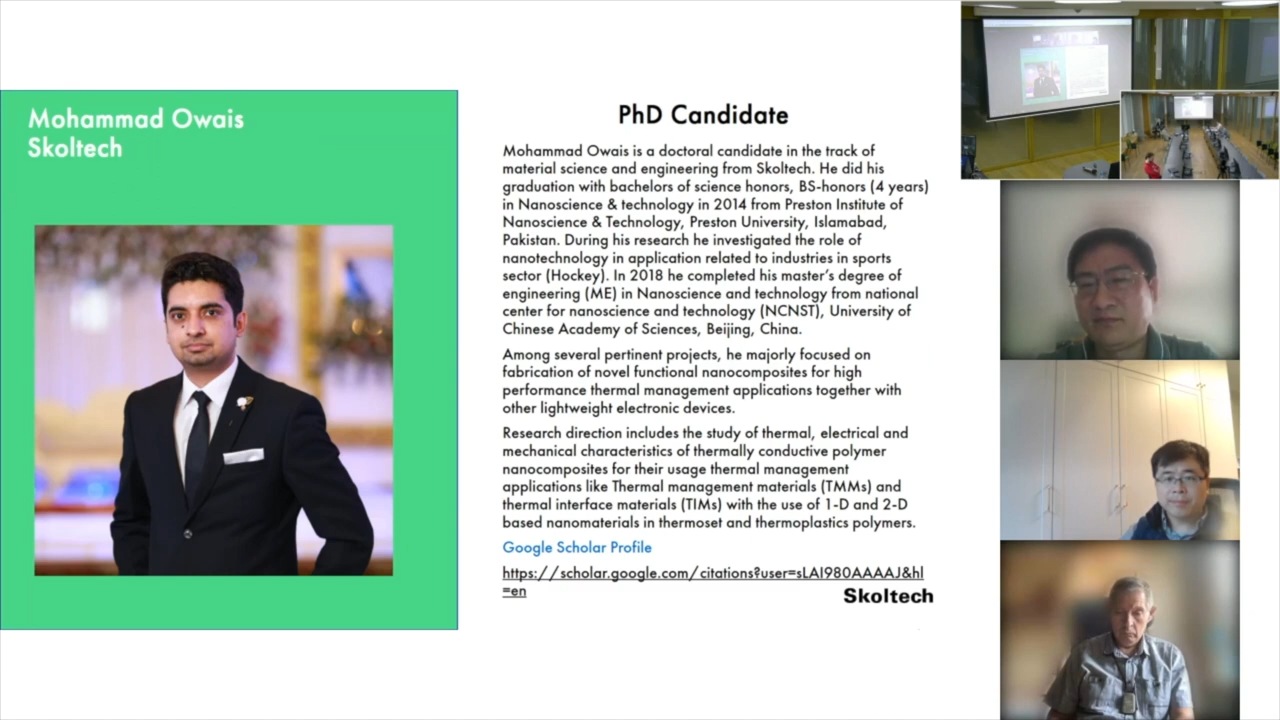 Mohammad Owais
Skoltech
PhD Candidate
Mohammad Owais is a doctoral candidate in the track of
material science and engineering from Skoltech. He did his
graduation with bachelors of science honors, BS-honors (4 years)
in Nanoscience & technology in 2014 from Preston Institute of
Nanoscience & Technology, Preston University, Islamabad,
Pakistan. During his research he investigated the role of
nanotechnology in application related to industries in sports
sector (Hockey). In 2018 he completed his master's degree of
engineering (ME) in Nanoscience and technology from national
center for nanoscience and technology (NCNST), University of
Chinese Academy of Sciences, Beijing, China.
Among several pertinent projects, he majorly focused on
fabrication of novel functional nanocomposites for high
performance thermal management applications together with
other lightweight electronic devices.
Research direction includes the study of thermal, electrical and
mechanical characteristics of thermally conductive polymer
nanocomposites for their usage thermal management
applications like Thermal management materials (TMMs) and
thermal interface materials (TIMs) with the use of 1-D and 2-D
based nanomaterials in thermoset and thermoplastics polymers.
Google Scholar Profile
https://scholar.google.com/citations?user=sLAI980AAAAJ&hl
=en
Skoltech